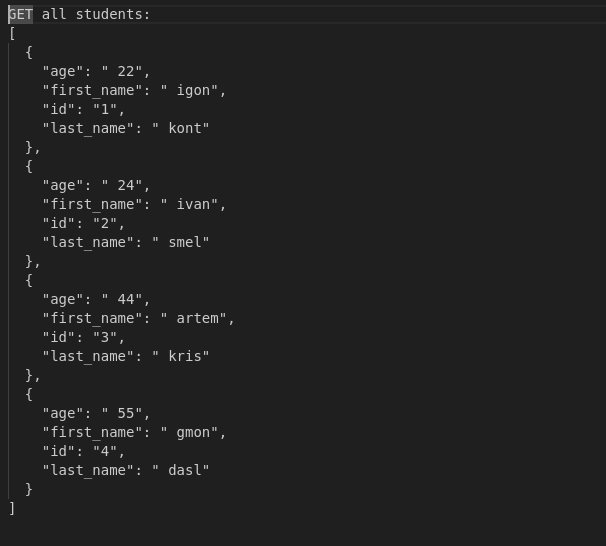 GET all students:
[
  {
    "age": " 22",
    "first_name": " igon",
    "id": "1",
    "last_name": " kont"
  },
  {
    "age": " 24",
    "first_name": " ivan",
    "id": "2",
    "last_name": " smel"
  },
  {
    "age": " 44",
    "first_name": " artem",
    "id": "3",
    "last_name": " kris"
  },
  {
    "age": " 55",
    "first_name": " gmon",
    "id": "4",
    "last_name": " dasl"
  }
]